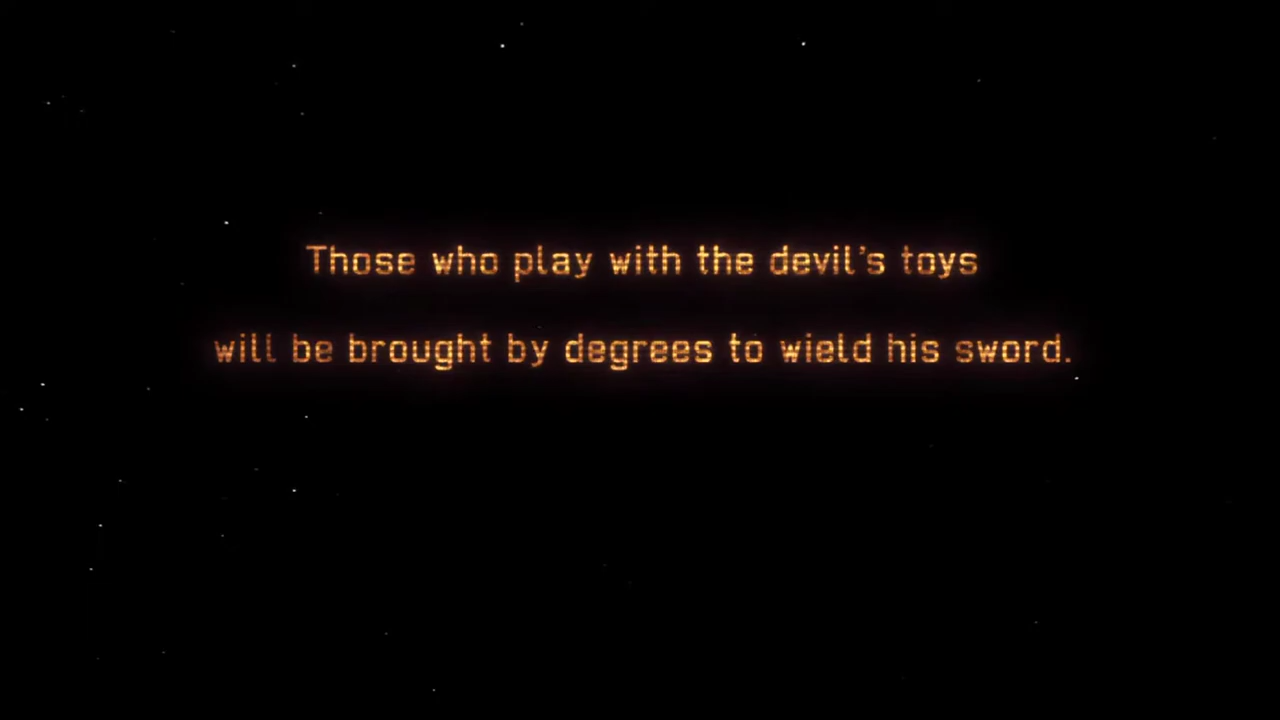 Those who play with the devil’s toys
will be brought by degrees to wield his sword.